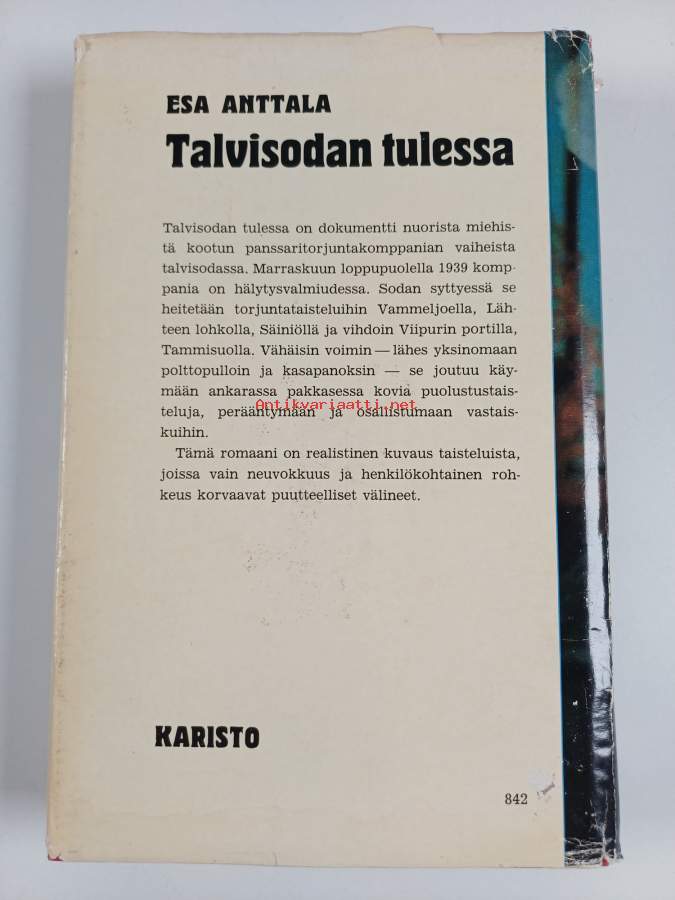 ESA ANTTALA
Talvisodan tulessa
Talvisodan tulessa on dokumentti nuorista miehis-
tä kootun panssaritorjuntakomppanian vaiheista
talvisodassa. Marraskuun loppupuolella 1939 komp-
pania on hälytysvalmiudessa. Sodan syttyessä se
heitetään torjuntataisteluihin Vammeljoella, Läh-
teen lohkolla, Säiniöllä ja vihdoin Viipurin portilla,
Tammisuolla. Vähäisin voimin — lähes yksinomaan
polttopulloin ja kasapanoksin — se joutuu käy-
mään ankarassa pakkasessa kovia puolustustais-
teluja, perääntymään ja osallistumaan vastais-
Antikvariaatti.net
kuihin.
Tämä romaani on realistinen kuvaus taisteluista,
joissa vain neuvokkuus ja henkilökohtainen roh-
keus korvaavat puutteelliset välineet.
KARISTO
842